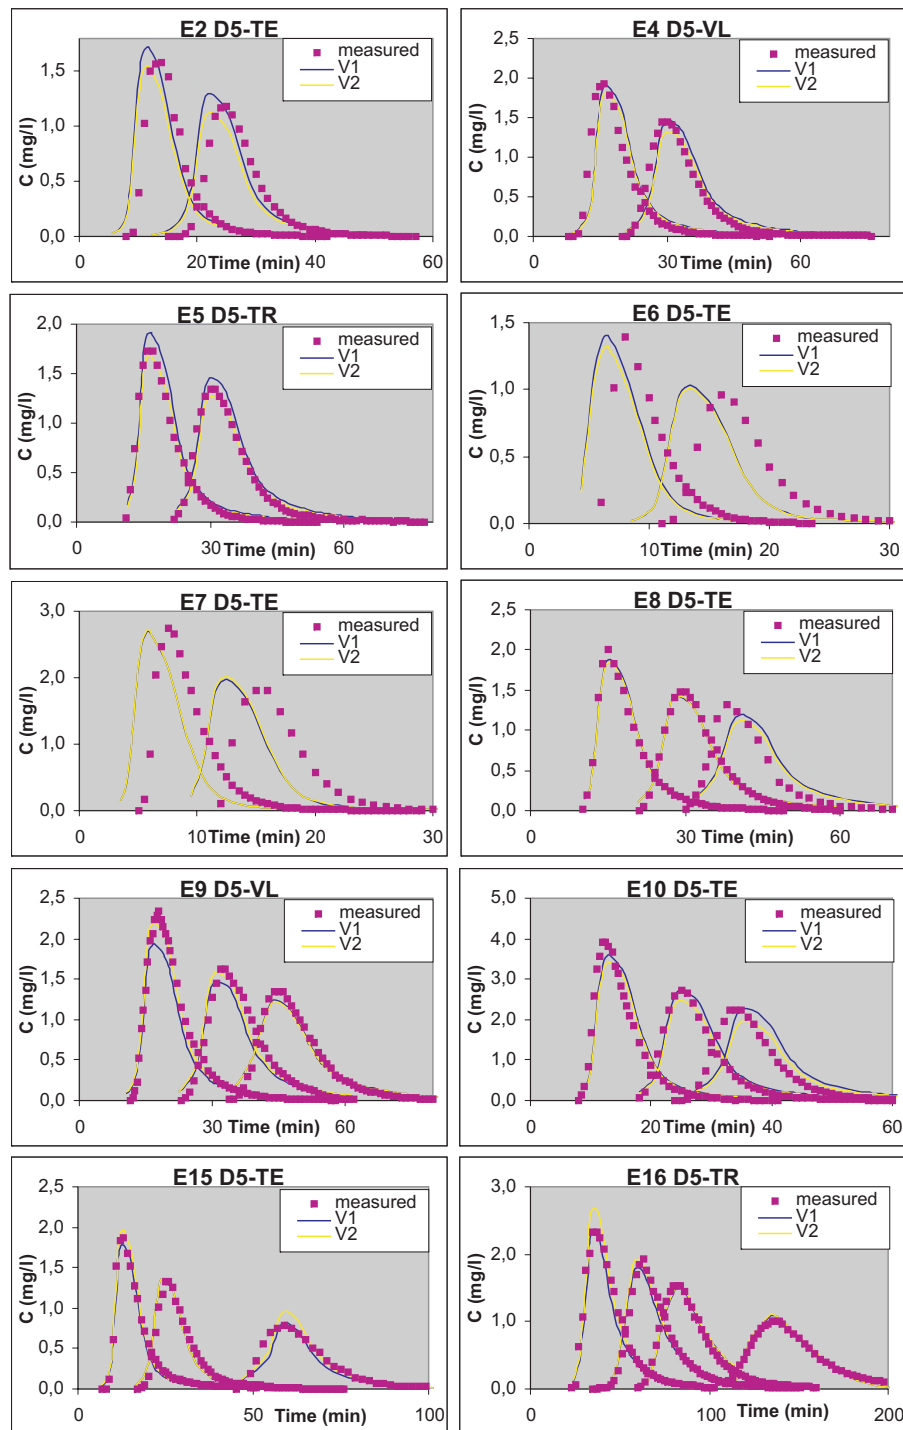 E2 D5-TE
measured
V1
V2
C (mg/l)
1,5
1,0
0,5
0,0
0
20
40
60
Time (min)
E4 D5-VL
measured
V1
V2
C (mg/l)
2,5
2,0
1,5
1,0
0,5
0,0
0
30
60
Time (min)
E5 D5-TR
measured
V1
V2
C (mg/l)
2,0
1,5
1,0
0,5
0,0
0
30
60
Time (min)
E6 D5-TE
measured
V1
V2
C (mg/l)
1,5
1,0
0,5
0,0
0
10
20
30
Time (min)
E7 D5-TE
measured
V1
V2
C (mg/l)
3,0
2,0
1,0
0,0
0
10
20
30
Time (min)
E8 D5-TE
measured
V1
V2
C (mg/l)
2,5
2,0
1,5
1,0
0,5
0,0
0
30
60
Time (min)
E9 D5-VL
measured
V1
V2
C (mg/l)
2,5
2,0
1,5
1,0
0,5
0,0
0
30
60
Time (min)
E10 D5-TE
measured
V1
V2
C (mg/l)
5,0
4,0
3,0
2,0
1,0
0,0
0
20
40
60
Time (min)
E15 D5-TE
measured
V1
V2
C (mg/l)
2,5
2,0
1,5
1,0
0,5
0,0
0
50
100
Time (min)
E16 D5-TR
measured
V1
V2
C (mg/l)
3,0
2,0
1,0
0,0
0
100
200
Time (min)